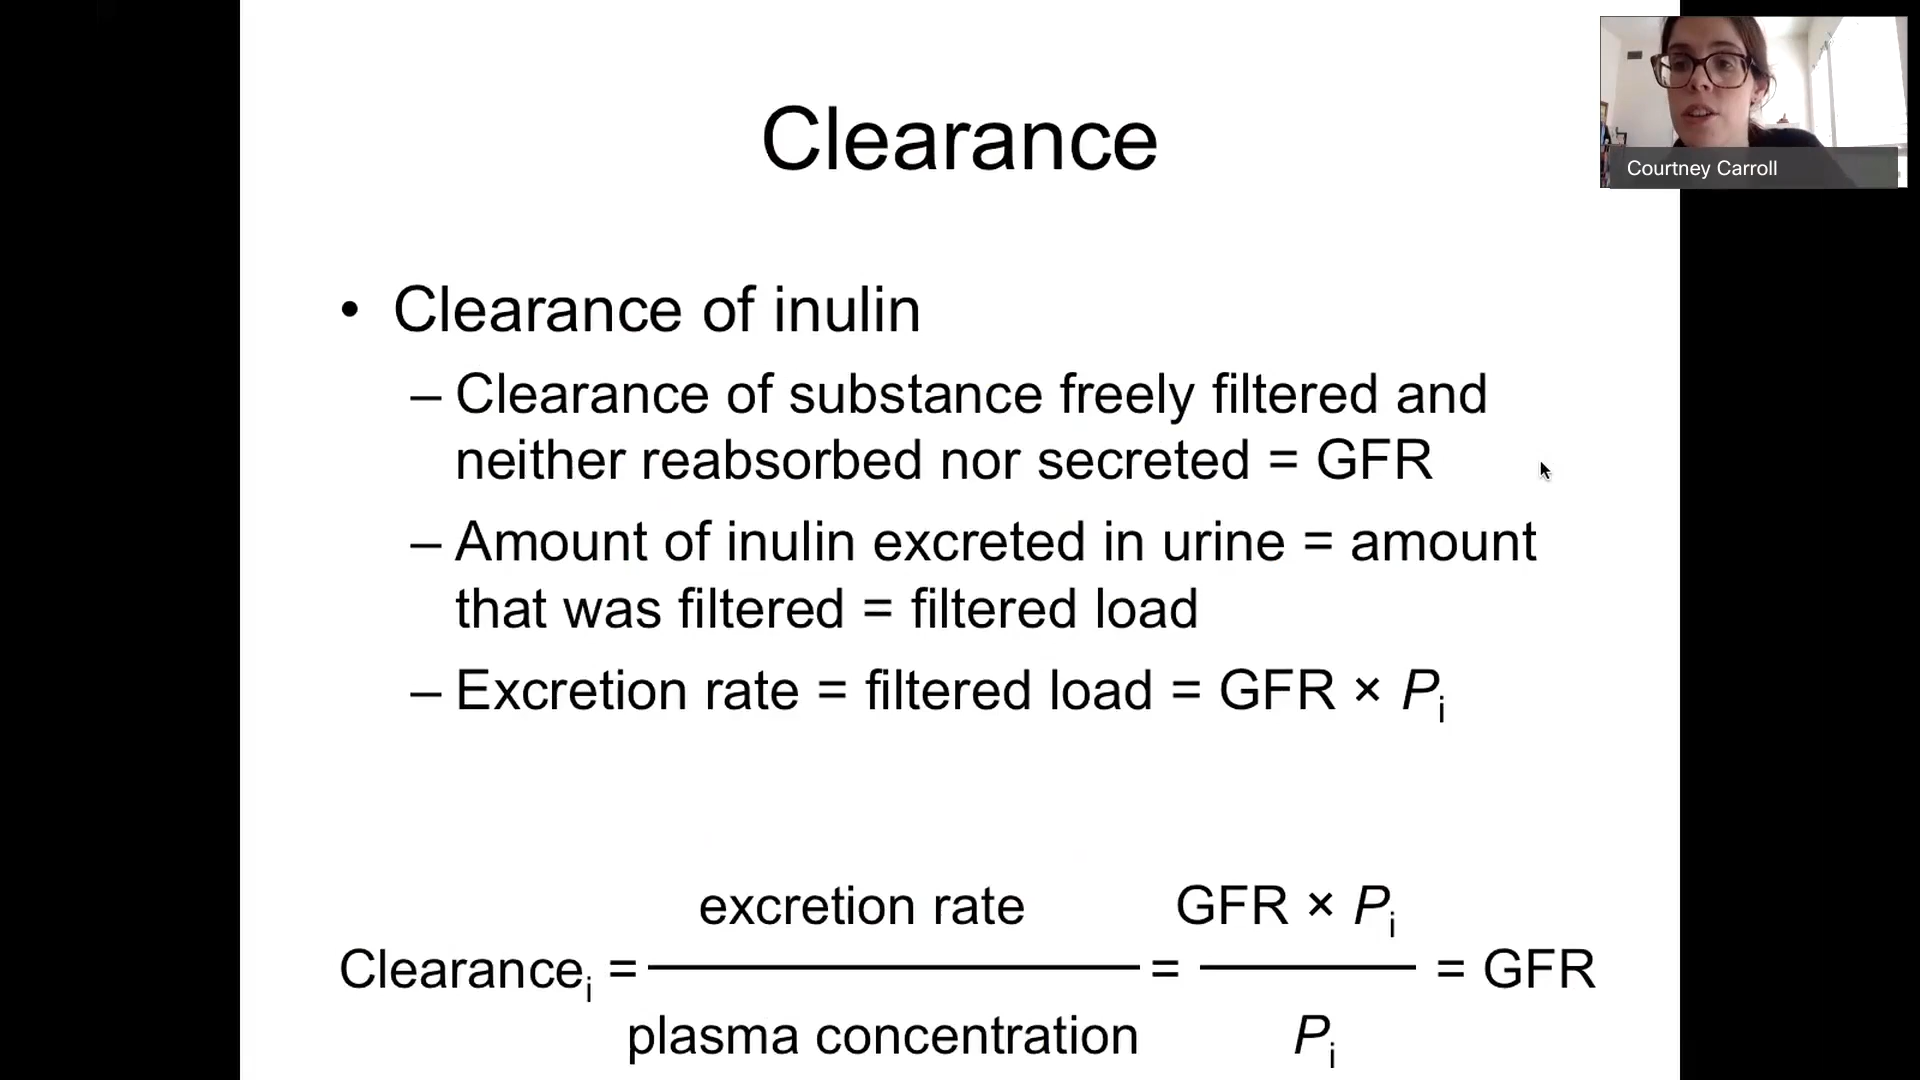 Clearance
Courtney Carroll
• Clearance of inulin
– Clearance of substance freely filtered and
neither reabsorbed nor secreted = GFR
– Amount of inulin excreted in urine = amount
that was filtered = filtered load
– Excretion rate = filtered load = GFR × Pi
excretion rate GFR × Pi
Clearancei = = = GFR
plasma concentration Pi